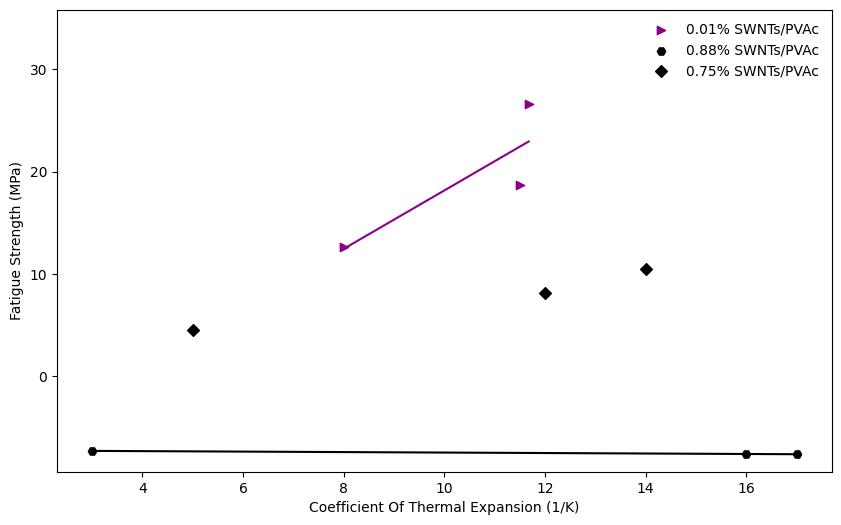 0.01% SWNTs/PVAc
0.88% SWNTs/PVAc
0.75% SWNTs/PVAc
30
20
10
0
Fatigue Strength (MPa)
4
6
8
10
12
14
16
Coefficient Of Thermal Expansion (1/K)